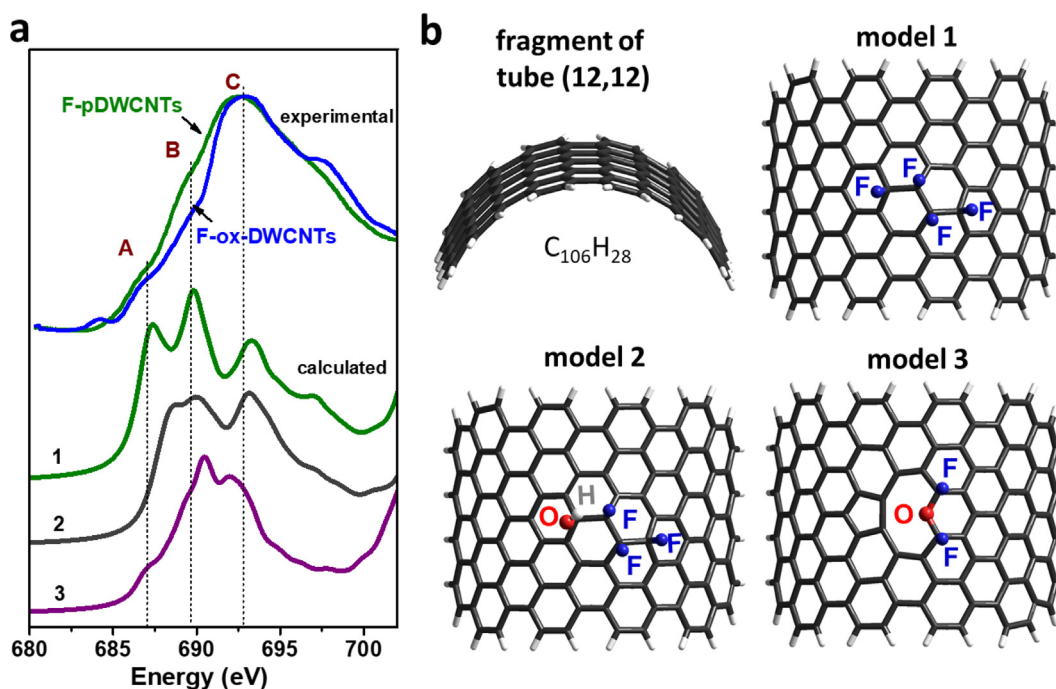 a
F-pDWCNTs
C
experimental
B
F-ox-DWCNTs
A
calculated
1
2
3
680 685 690 695 700
Energy (eV)
b
fragment of
tube (12,12)
C₁₀₆H₂₈
model 1
F
F
F
F
model 2
H
O
F
F
F
model 3
F
O
F